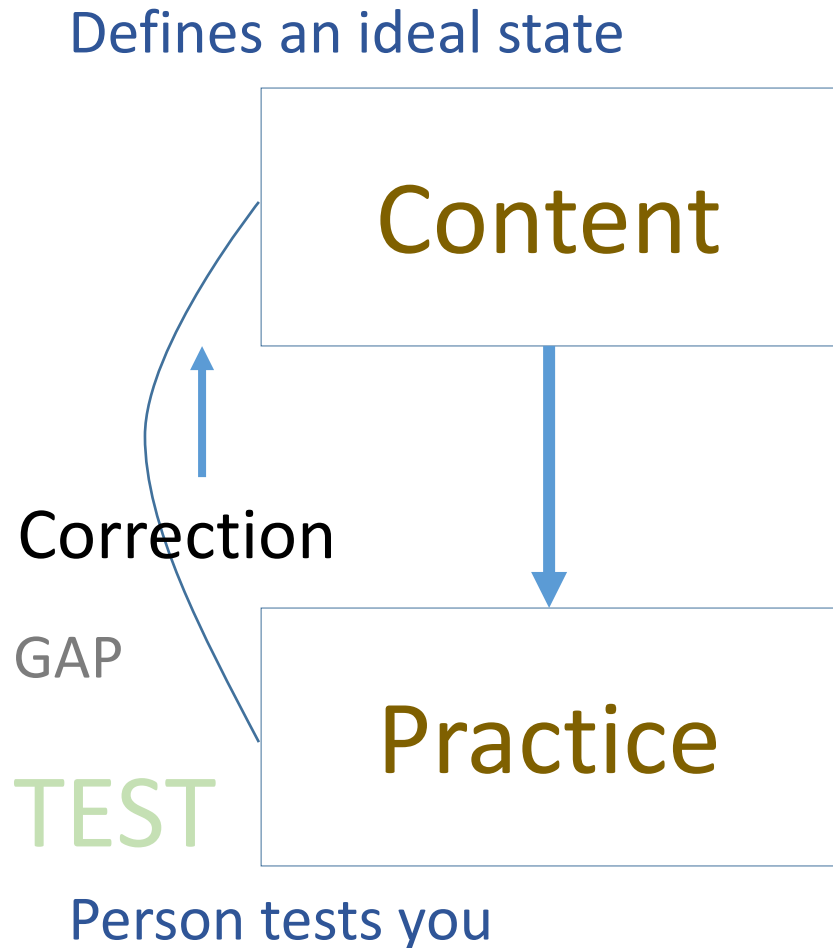 Defines an ideal state
Content
Correction
GAP
Practice
TEST
Person tests you